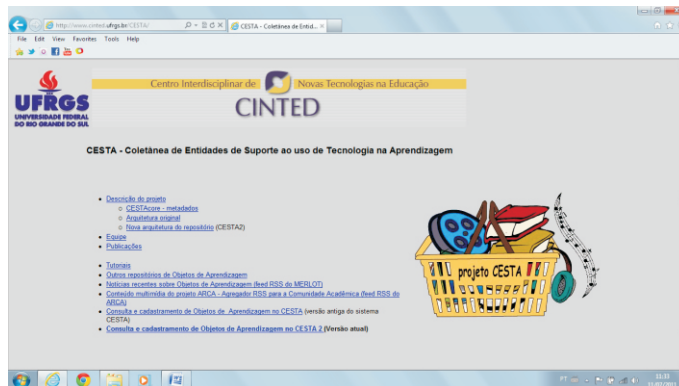 http://www.cinted.ufrgs.br/CESTA/
CESTA - Coletânea de Entid...
File Edit View Favorites Tools Help
UFRGS
UNIVERSIDADE FEDERAL
DO RIO GRANDE DO SUL
Centro Interdisciplinar de Novas Tecnologias na Educação
CINTED
CESTA - Coletânea de Entidades de Suporte ao uso de Tecnologia na Aprendizagem
Descrição do projeto
CESTAcore - metadados
Arquitetura original
Nova arquitetura do repositório (CESTA2)
Equipe
Publicações
Tutoriais
Outros repositórios de Objetos de Aprendizagem
Notícias recentes sobre Objetos de Aprendizagem (feed RSS do MERLOT)
Conteúdo multimídia do projeto ARCA - Agregador RSS para a Comunidade Acadêmica (feed RSS do
ARCA)
Consulta e cadastramento de Objetos de Aprendizagem no CESTA (versão antiga do sistema
CESTA)
Consulta e cadastramento de Objetos de Aprendizagem no CESTA 2 (Versão atual)
projeto CESTA
PT
11:33